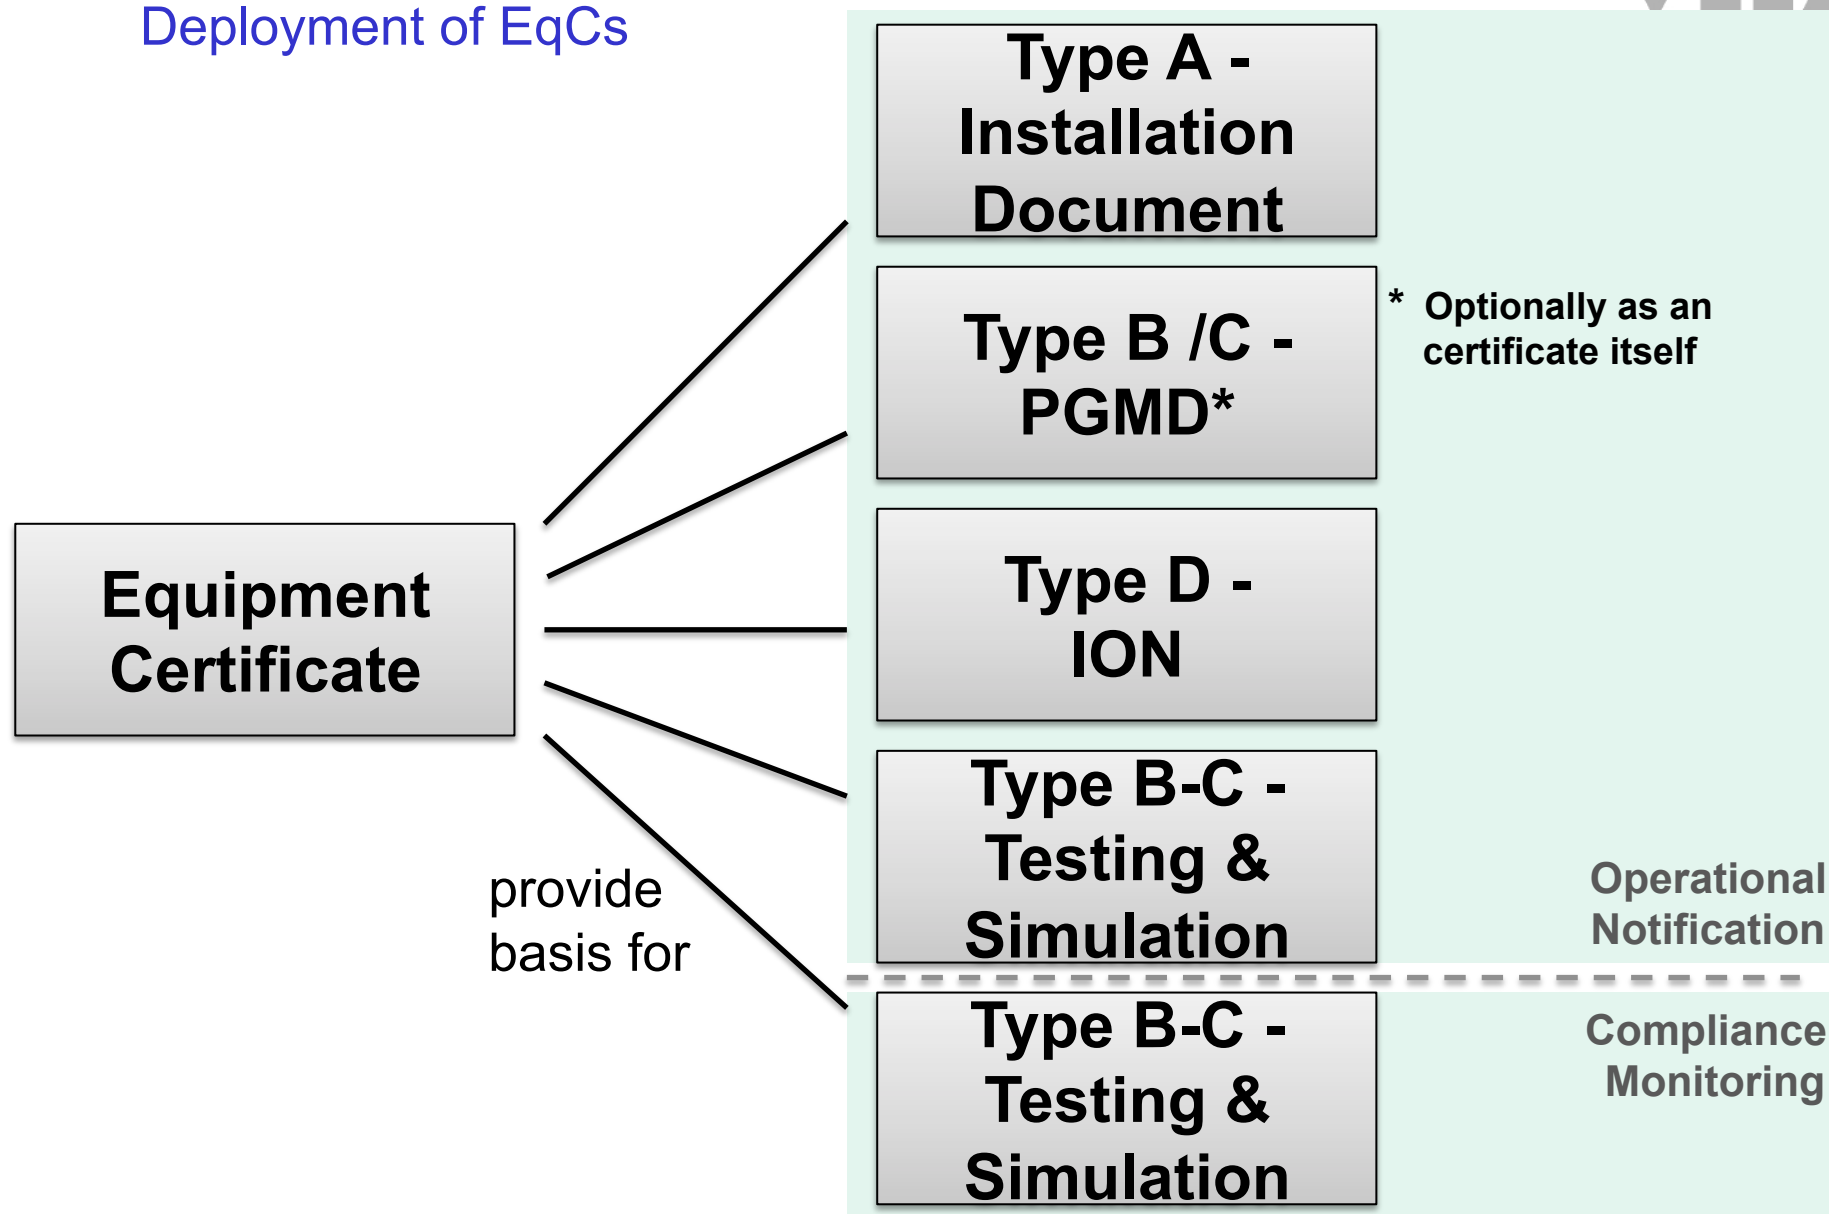 Deployment of EqCs
Type A -
Installation
Document
Type B /C -
PGMD*
* Optionally as an
certificate itself
Equipment
Certificate
Type D -
ION
Type B-C -
Testing &
Simulation
provide
basis for
Operational
Notification
Type B-C -
Testing &
Simulation
Compliance
Monitoring